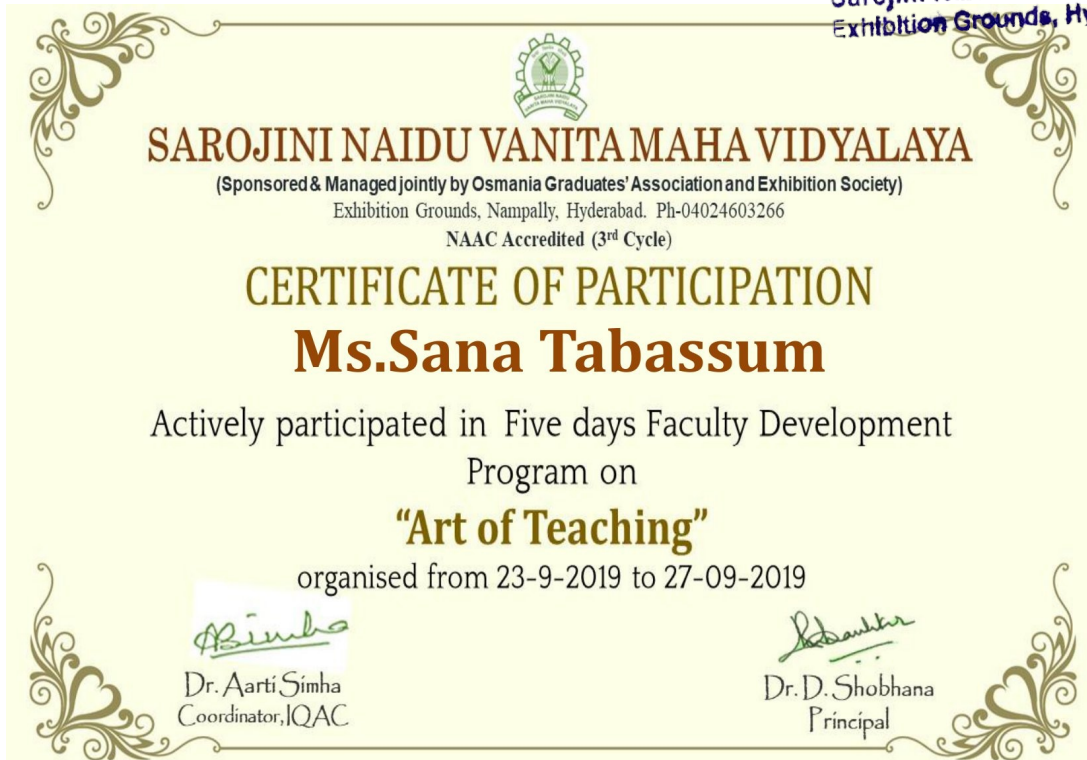 Exhibition Grounds, Hy
SAROJINI NAIDU VANITA MAHA VIDYALAYA
(Sponsored & Managed jointly by Osmania Graduates' Association and Exhibition Society)
Exhibition Grounds, Nampally, Hyderabad. Ph-04024603266
NAAC Accredited (3rd Cycle)
CERTIFICATE OF PARTICIPATION
Ms.Sana Tabassum
Actively participated in Five days Faculty Development
Program on
“Art of Teaching”
organised from 23-9-2019 to 27-09-2019
Dr. Aarti Simha
Coordinator, IQAC
Dr. D. Shobhana
Principal